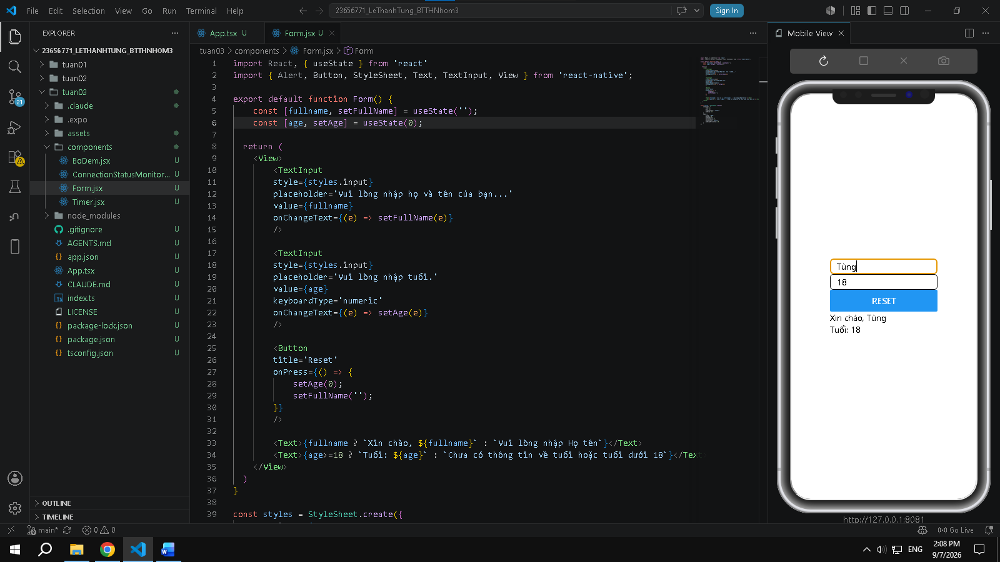 File Edit Selection View Go Run Terminal Help
23656771_LeThanhTung_BTTHNhom3
Sign In
EXPLORER
23656771_LETHANHTUNG_BTTHNHOM3
tuan01
tuan02
tuan03
.claude
.expo
assets
components
BoDem.jsx U
ConnectionStatusMonitor... U
Form.jsx U
Timer.jsx U
node_modules
.gitignore U
AGENTS.md U
app.json U
App.tsx U
CLAUDE.md U
index.ts U
LICENSE U
package-lock.json U
package.json U
tsconfig.json U
OUTLINE
TIMELINE
21
App.tsx U
Form.jsx U
tuan03 > components > Form.jsx > Form
1 import React, { useState } from 'react'
2 import { Alert, Button, StyleSheet, Text, TextInput, View } from 'react-native';
3
4 export default function Form() {
5 const [fullname, setFullName] = useState('');
6 const [age, setAge] = useState(0);
7
8 return (
9 <View>
10 <TextInput
11 style={styles.input}
12 placeholder='Vui lòng nhập họ và tên của bạn...'
13 value={fullname}
14 onChangeText={(e) => setFullName(e)}
15 />
16
17 <TextInput
18 style={styles.input}
19 placeholder='Vui lòng nhập tuổi.'
20 value={age}
21 keyboardType='numeric'
22 onChangeText={(e) => setAge(e)}
23 />
24
25 <Button
26 title='Reset'
27 onPress={() => {
28 setAge(0);
29 setFullName('');
30 }}
31 />
32
33 <Text>{fullname ? `Xin chào, ${fullname}` : `Vui lòng nhập Họ tên`}</Text>
34 <Text>{age>=18 ? `Tuổi: ${age}` : `Chưa có thông tin về tuổi hoặc tuổi dưới 18`}</Text>
35 </View>
36 )
37 }
38
39 const styles = StyleSheet.create({
Mobile View
Tùng
18
RESET
Xin chào, Tùng
Tuổi: 18
http://127.0.0.1:8081
main* 0 0
Go Live
ENG
2:08 PM
9/7/2026